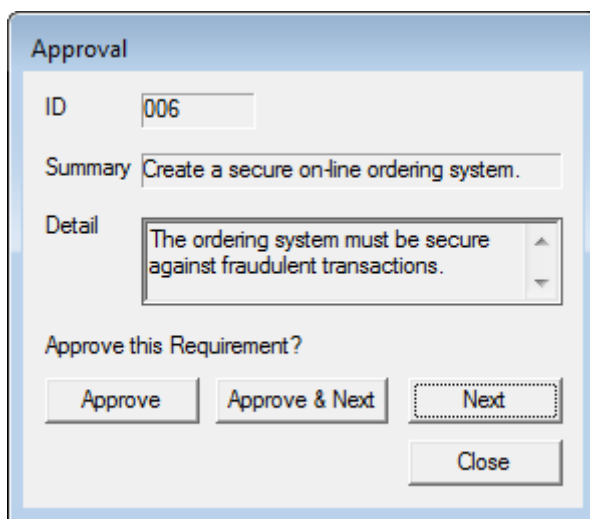 Approval
ID 006
Summary Create a secure on-line ordering system.
Detail The ordering system must be secure
against fraudulent transactions.
Approve this Requirement?
Approve Approve & Next Next
Close